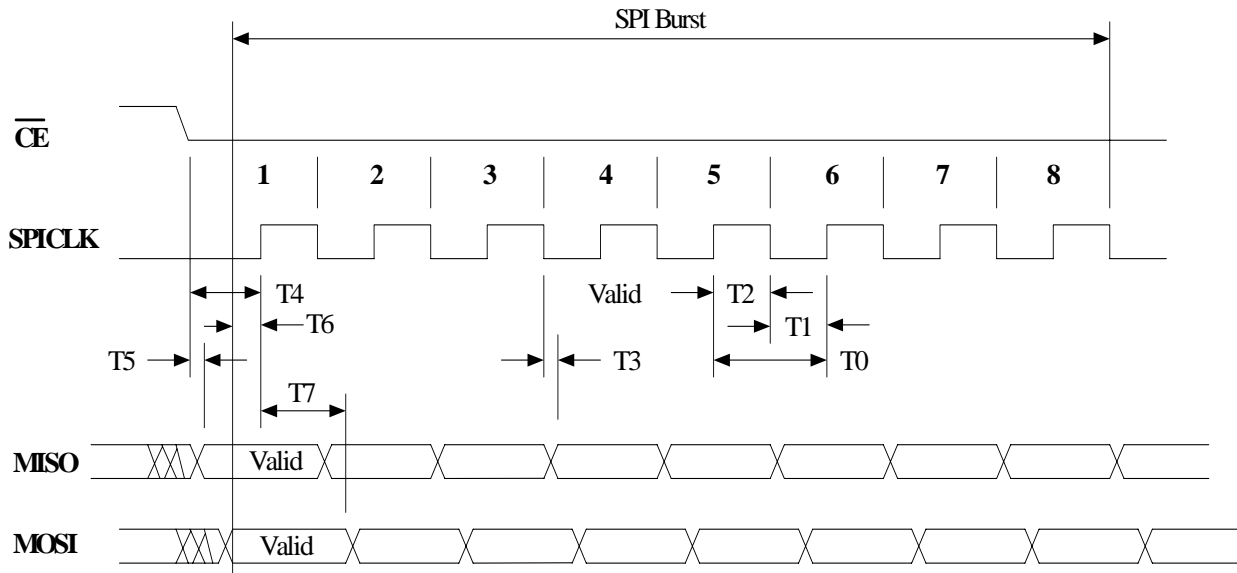 SPI Burst
CE
1 2 3 4 5 6 7 8
SPICLK
T4 Valid T2
T6 T1
T5 T3 T0
T7
MISO Valid
MOSI Valid